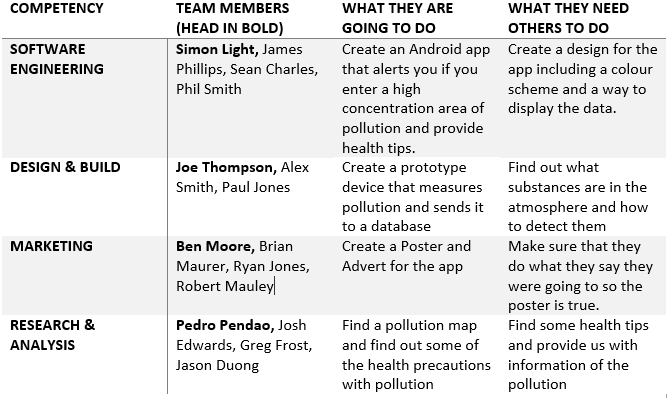 COMPETENCY
TEAM MEMBERS
(HEAD IN BOLD)
WHAT THEY ARE
GOING TO DO
WHAT THEY NEED
OTHERS TO DO
SOFTWARE
ENGINEERING
Simon Light, James
Phillips, Sean Charles,
Phil Smith
Create an Android app
that alerts you if you
enter a high
concentration area of
pollution and provide
health tips.
Create a design for the
app including a colour
scheme and a way to
display the data.
DESIGN & BUILD
Joe Thompson, Alex
Smith, Paul Jones
Create a prototype
device that measures
pollution and sends it
to a database
Find out what
substances are in the
atmosphere and how
to detect them
MARKETING
Ben Moore, Brian
Maurer, Ryan Jones,
Robert Mauley
Create a Poster and
Advert for the app
Make sure that they
do what they say they
were going to so the
poster is true.
RESEARCH &
ANALYSIS
Pedro Pendao, Josh
Edwards, Greg Frost,
Jason Duong
Find a pollution map
and find out some of
the health precautions
with pollution
Find some health tips
and provide us with
information of the
pollution